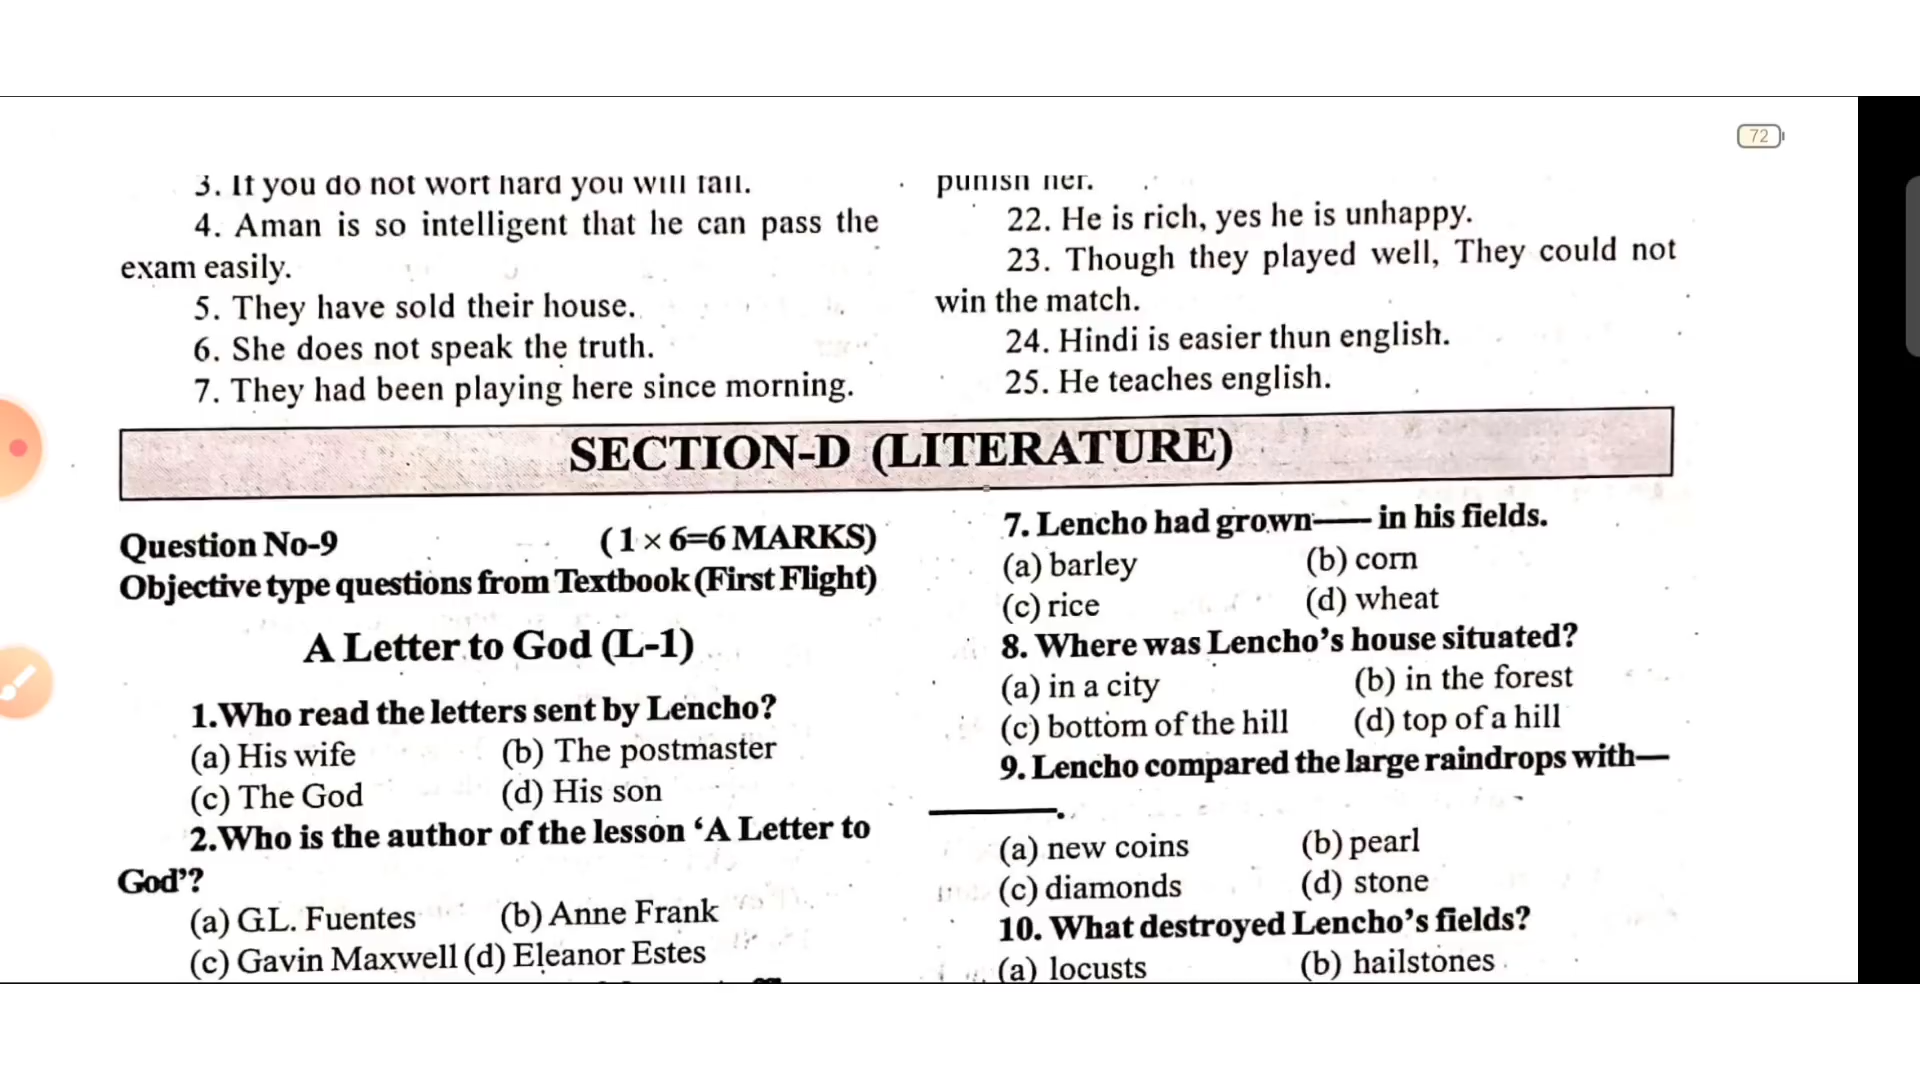 72
3. If you do not wort hard you will fail.
4. Aman is so intelligent that he can pass the
exam easily.
5. They have sold their house.
6. She does not speak the truth.
7. They had been playing here since morning.
punish her.
22. He is rich, yes he is unhappy.
23. Though they played well, They could not
win the match.
24. Hindi is easier thun english.
25. He teaches english.
SECTION-D (LITERATURE)
Question No-9 (1 × 6=6 MARKS)
Objective type questions from Textbook (First Flight)
A Letter to God (L-1)
1.Who read the letters sent by Lencho?
(a) His wife (b) The postmaster
(c) The God (d) His son
2.Who is the author of the lesson ‘A Letter to
God’?
(a) G.L. Fuentes (b) Anne Frank
(c) Gavin Maxwell (d) Eleanor Estes
7. Lencho had grown—— in his fields.
(a) barley (b) corn
(c) rice (d) wheat
8. Where was Lencho’s house situated?
(a) in a city (b) in the forest
(c) bottom of the hill (d) top of a hill
9. Lencho compared the large raindrops with—
———.
(a) new coins (b) pearl
(c) diamonds (d) stone
10. What destroyed Lencho’s fields?
(a) locusts (b) hailstones